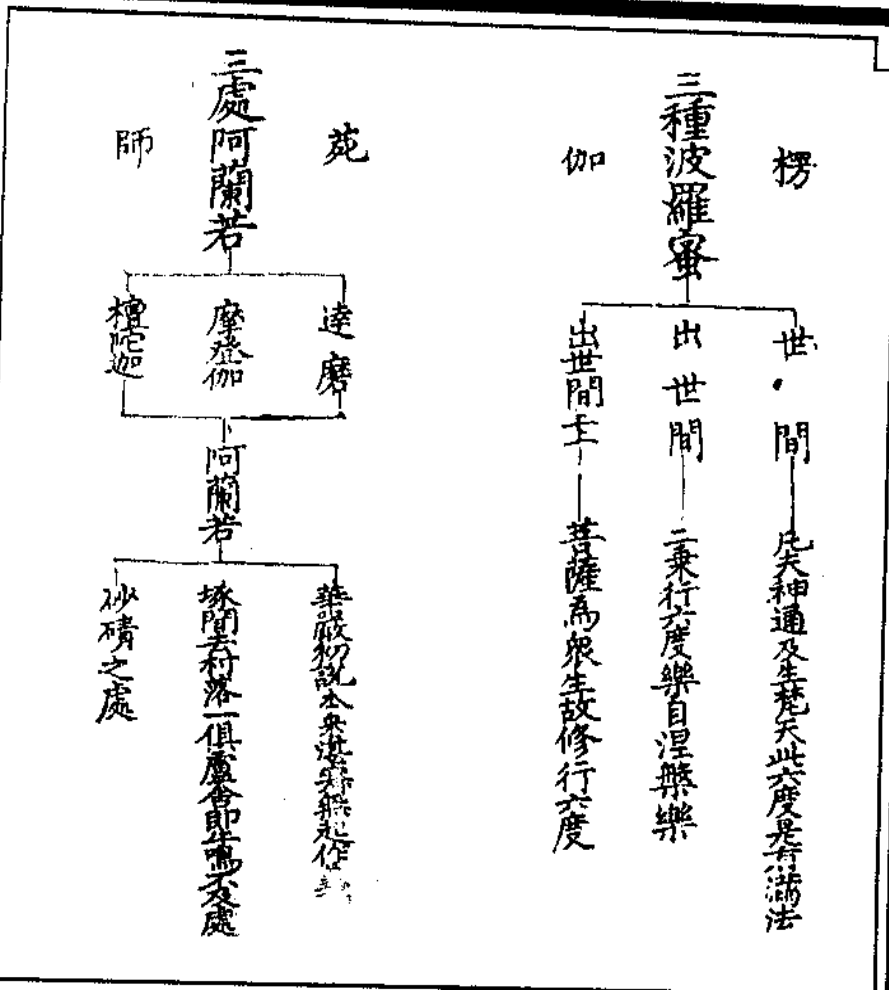 楞伽
三種波羅蜜
世間
凡夫神通及生梵天此六度是有漏法
出世間
二乘行六度樂自涅槃樂
出世間上
菩薩為眾生故修行六度
苑師
三處阿蘭若
達磨
摩登伽
檀陀迦
阿蘭若
華嚴初說本來湛寂無起作
塚間去村落一俱盧舍即牛鳴不及處
砂磧之處